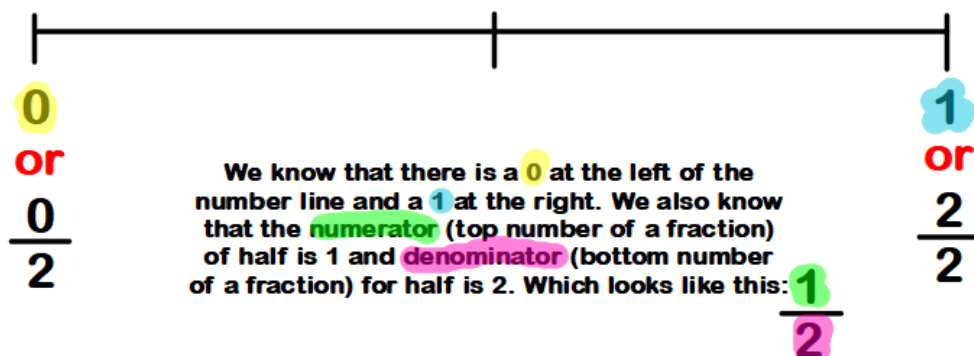 0
or
0
2
1
or
2
2
We know that there is a 0 at the left of the
number line and a 1 at the right. We also know
that the numerator (top number of a fraction)
of half is 1 and denominator (bottom number
of a fraction) for half is 2. Which looks like this:
1
2